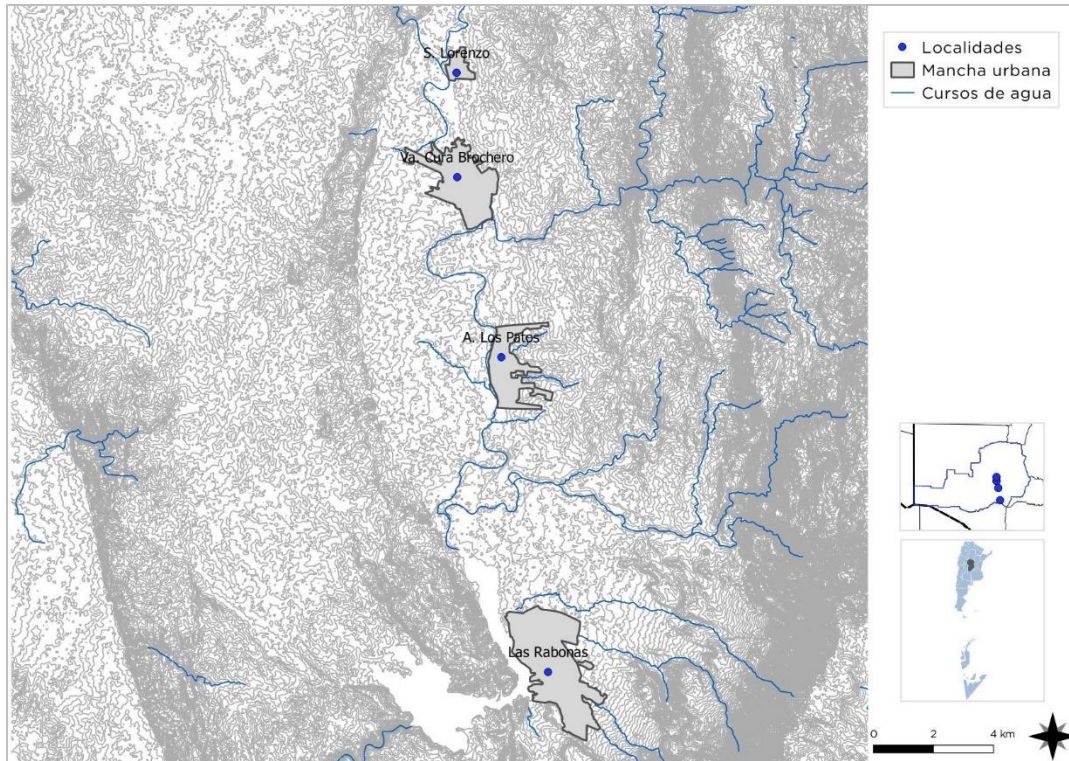 S. Lorenzo
Va. Cura Brochero
A. Los Patos
Las Rabonas
Localidades
Mancha urbana
Cursos de agua
0 2 4 km